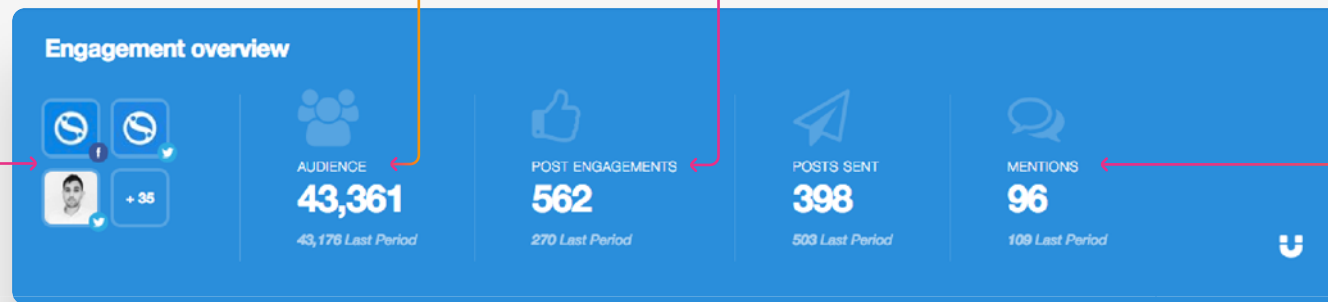 Engagement overview
+ 35
AUDIENCE
43,361
43,176 Last Period
POST ENGAGEMENTS
562
270 Last Period
POSTS SENT
398
503 Last Period
MENTIONS
96
109 Last Period